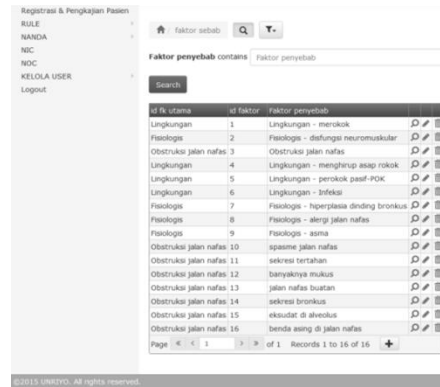 Registrasi & Pengkajian Pasien
RULE
NANDA
NIC
NOC
KELOLA USER
Logout
/ faktor sebab
Faktor penyebab contains Faktor penyebab
Search
id fk utama id faktor Faktor penyebab
Lingkungan 1 Lingkungan - merokok
Fisiologis 2 Fisiologis - disfungsi neuromuskular
Obstruksi jalan nafas 3 Obstruksi jalan nafas
Lingkungan 4 Lingkungan - menghirup asap rokok
Lingkungan 5 Lingkungan - perokok pasif-POK
Lingkungan 6 Lingkungan - Infeksi
Fisiologis 7 Fisiologis - hiperplasia dinding bronkus
Fisiologis 8 Fisiologis - alergi jalan nafas
Fisiologis 9 Fisiologis - asma
Obstruksi jalan nafas 10 spasme jalan nafas
Obstruksi jalan nafas 11 sekresi tertahan
Obstruksi jalan nafas 12 banyaknya mukus
Obstruksi jalan nafas 13 jalan nafas buatan
Obstruksi jalan nafas 14 sekresi bronkus
Obstruksi jalan nafas 15 eksudat di alveolus
Obstruksi jalan nafas 16 benda asing di jalan nafas
Page 1 of 1 Records 1 to 16 of 16
©2015 UNRIYO. All rights reserved.